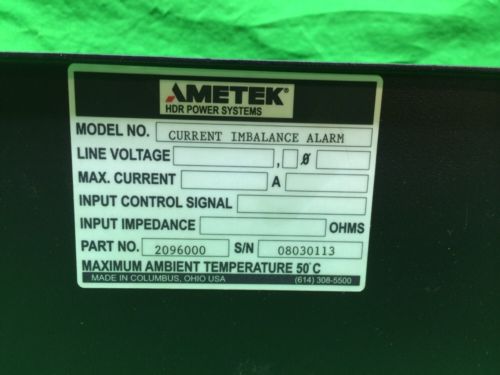 AMETEK®
HDR POWER SYSTEMS
MODEL NO. CURRENT IMBALANCE ALARM
LINE VOLTAGE , Ø
MAX. CURRENT A
INPUT CONTROL SIGNAL
INPUT IMPEDANCE OHMS
PART NO. 2096000 S/N 08030113
MAXIMUM AMBIENT TEMPERATURE 50°C
MADE IN COLUMBUS, OHIO USA (614) 308-5500